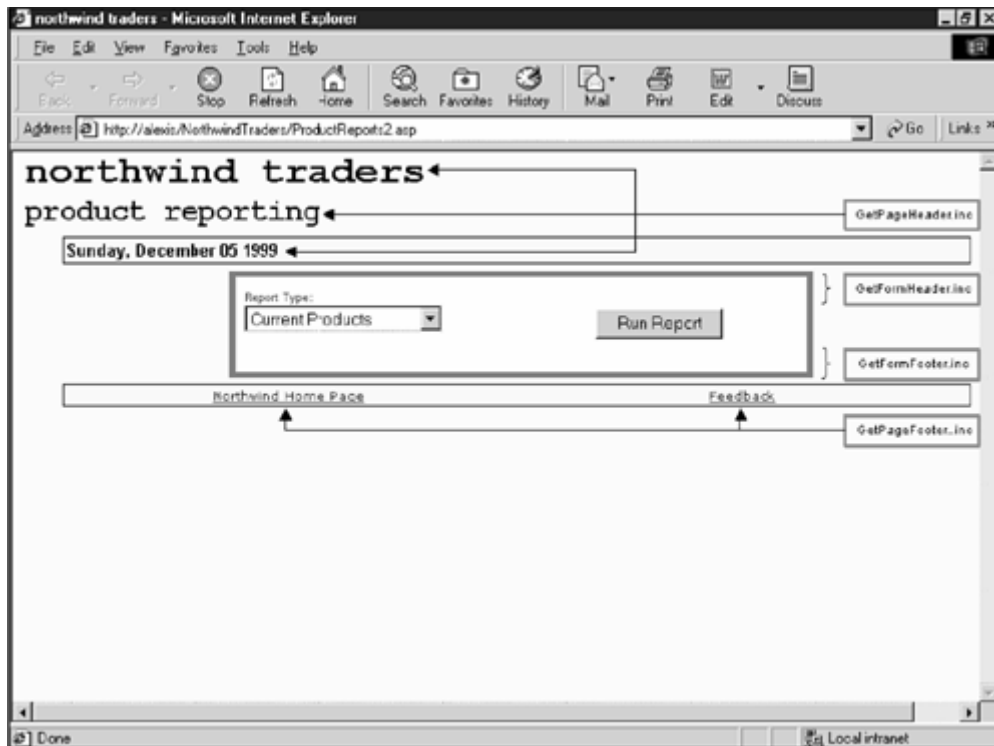 northwind traders - Microsoft Internet Explorer
File Edit View Favorites Tools Help
Back Forward Stop Refresh Home Search Favorites History Mail Print Edit Discuss
Address http://alexis/NorthwindTraders/ProductReports2.asp Go Links »
northwind traders
product reporting
GetPageHeader.inc
Sunday, December 05 1999
GetFormHeader.inc
Report Type:
Current Products
Run Report
GetFormFooter.inc
Northwind Home Page Feedback
GetPageFooter.inc
Done Local intranet